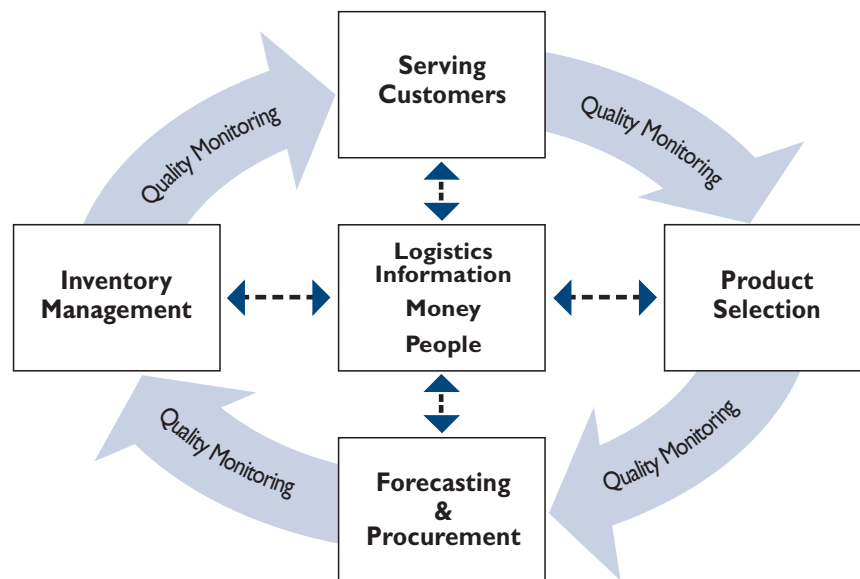 Serving
Customers
Quality Monitoring
Quality Monitoring
Inventory
Management
Logistics
Information
Money
People
Product
Selection
Quality Monitoring
Quality Monitoring
Forecasting
&
Procurement